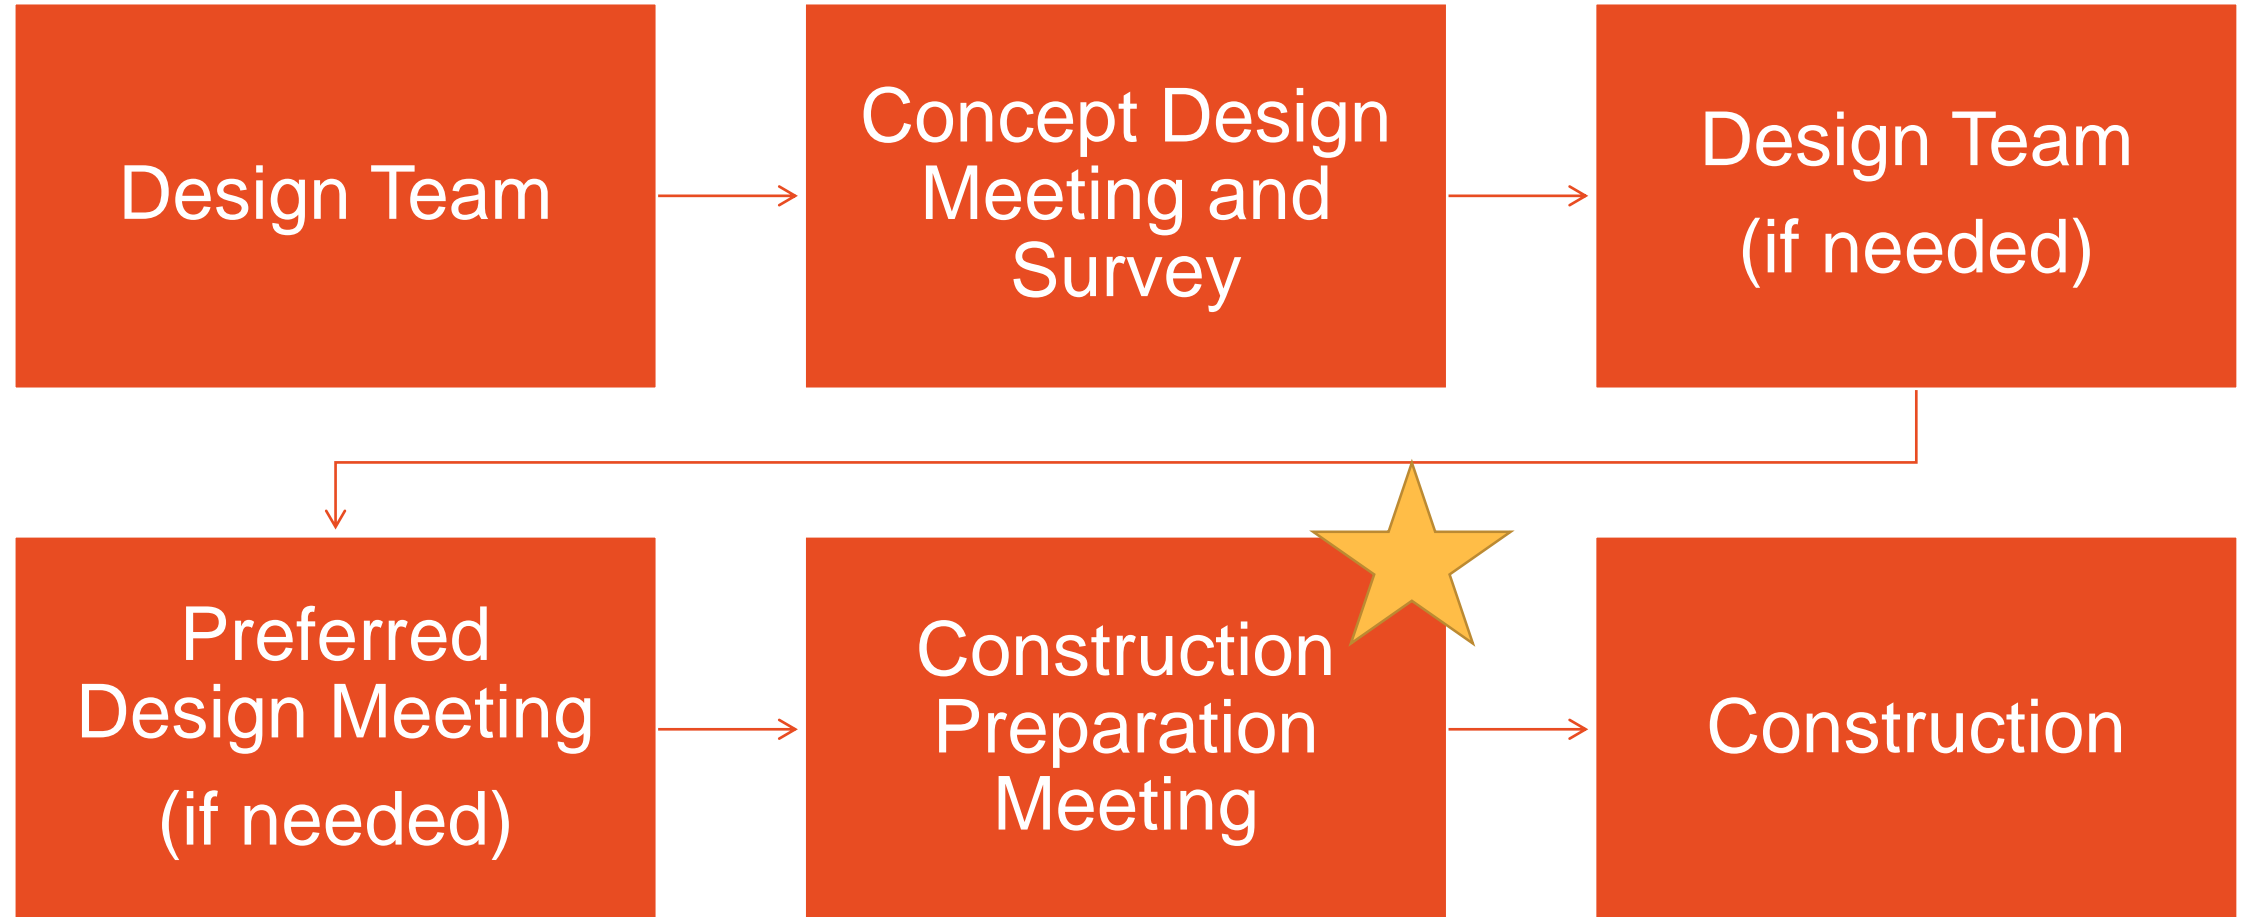 Design Team
Concept Design
Meeting and
Survey
Design Team
(if needed)
Preferred
Design Meeting
(if needed)
Construction
Preparation
Meeting
Construction